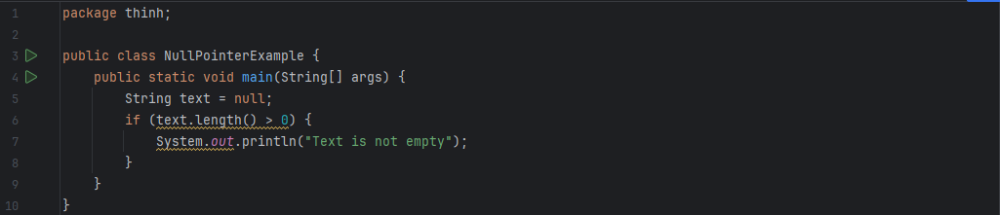 1 package thinh;
2
3 public class NullPointerExample {
4     public static void main(String[] args) {
5         String text = null;
6         if (text.length() > 0) {
7             System.out.println("Text is not empty");
8         }
9     }
10 }